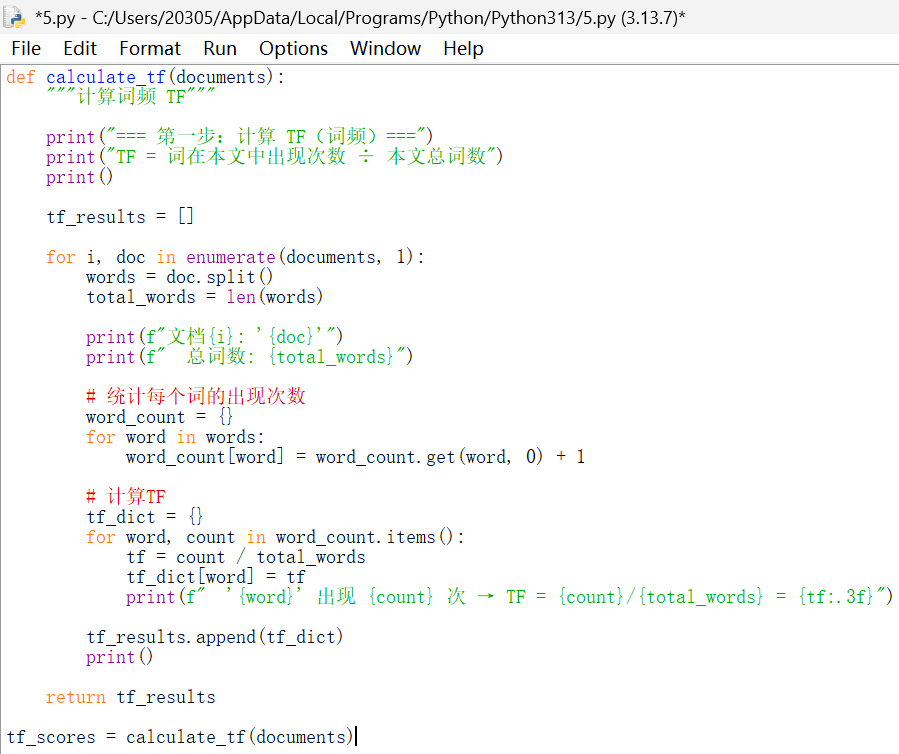 *5.py - C:/Users/20305/AppData/Local/Programs/Python/Python313/5.py (3.13.7)*
File Edit Format Run Options Window Help
def calculate_tf(documents):
    """计算词频 TF"""
    print("=== 第一步: 计算 TF（词频）===")
    print("TF = 词在本文中出现次数 ÷ 本文总词数")
    print()
    tf_results = []
    for i, doc in enumerate(documents, 1):
        words = doc.split()
        total_words = len(words)
        print(f"文档{i}: '{doc}'")
        print(f"  总词数: {total_words}")
        # 统计每个词的出现次数
        word_count = {}
        for word in words:
            word_count[word] = word_count.get(word, 0) + 1
        # 计算TF
        tf_dict = {}
        for word, count in word_count.items():
            tf = count / total_words
            tf_dict[word] = tf
            print(f"  '{word}' 出现 {count} 次 → TF = {count}/{total_words} = {tf:.3f}")
        tf_results.append(tf_dict)
        print()
    return tf_results
tf_scores = calculate_tf(documents)